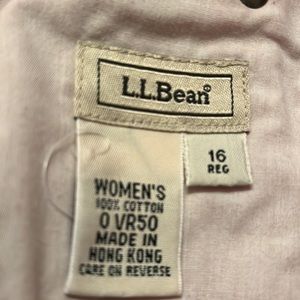 L.L.Bean®
16
REG
WOMEN'S
100% COTTON
0 VR50
MADE IN
HONG KONG
CARE ON REVERSE